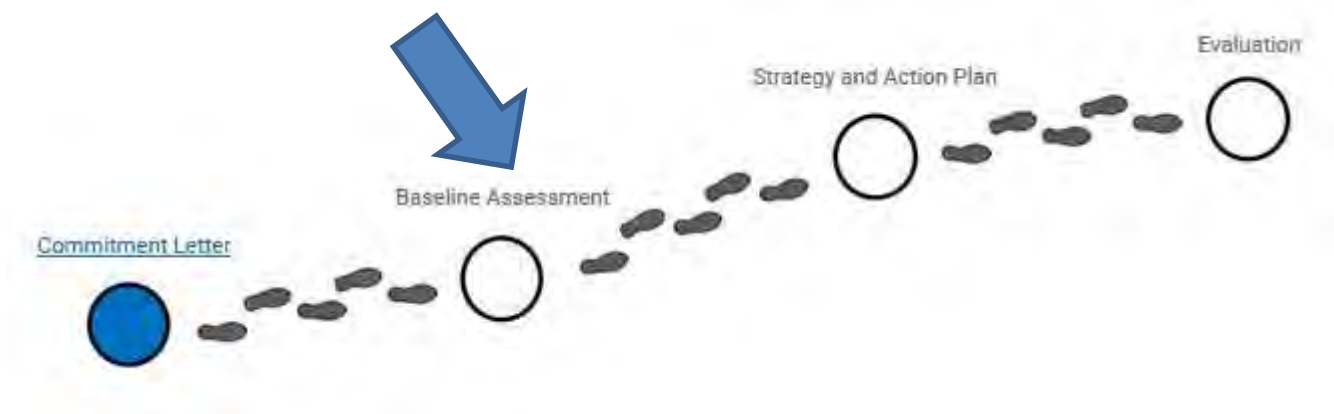 Commitment Letter
Baseline Assessment
Strategy and Action Plan
Evaluation